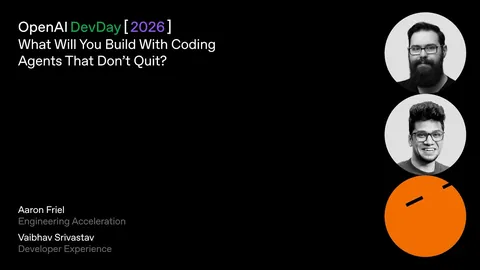 OpenAI DevDay [2026]
What Will You Build With Coding
Agents That Don’t Quit?
Aaron Friel
Engineering Acceleration
Vaibhav Srivastav
Developer Experience